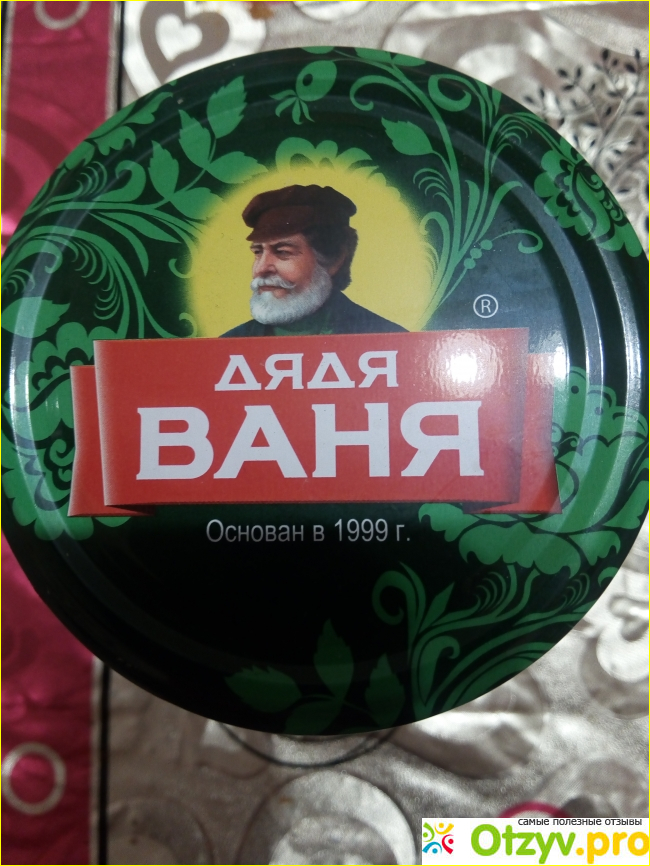 ®
ДЯДЯ
ВАНЯ
Основан в 1999 г.
самые полезные отзывы
Otzyv.pro